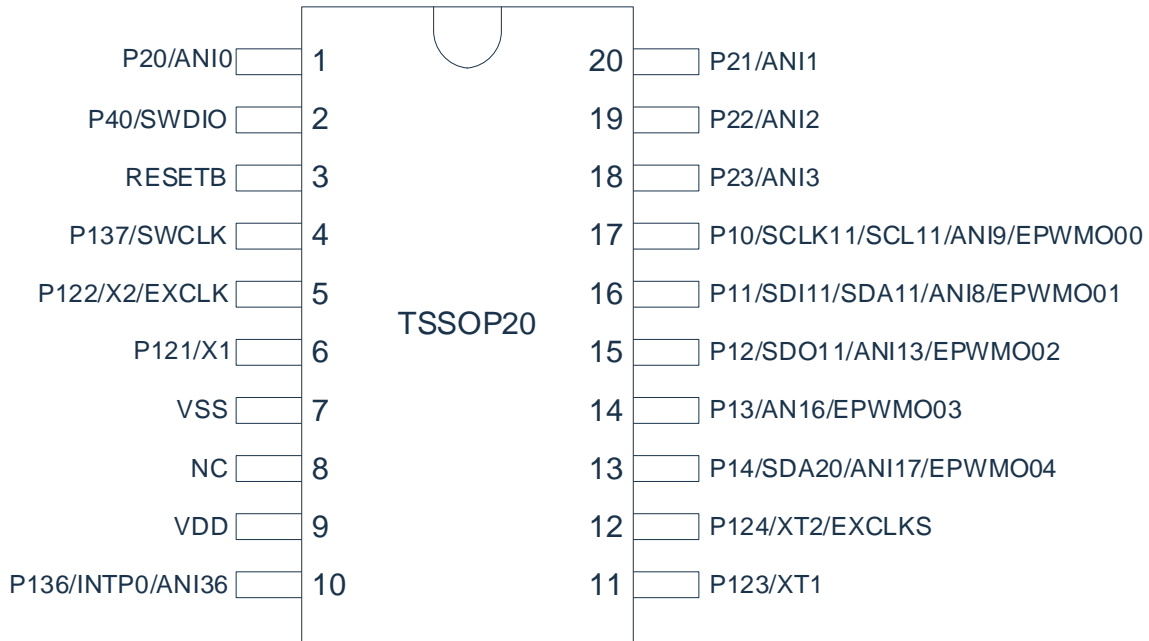 P20/ANI0 1 20 P21/ANI1
P40/SWDIO 2 19 P22/ANI2
RESETB 3 18 P23/ANI3
P137/SWCLK 4 17 P10/SCLK11/SCL11/ANI9/EPWMO00
P122/X2/EXCLK 5 16 P11/SDI11/SDA11/ANI8/EPWMO01
TSSOP20
P121/X1 6 15 P12/SDO11/ANI13/EPWMO02
VSS 7 14 P13/AN16/EPWMO03
NC 8 13 P14/SDA20/ANI17/EPWMO04
VDD 9 12 P124/XT2/EXCLKS
P136/INTP0/ANI36 10 11 P123/XT1